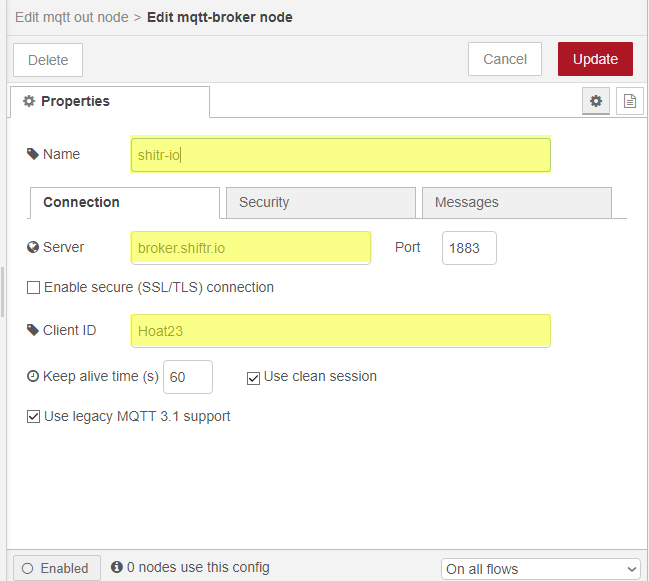 Edit mqtt out node > Edit mqtt-broker node
Delete Cancel Update
Properties
Name shitr-io
Connection Security Messages
Server broker.shiftr.io Port 1883
Enable secure (SSL/TLS) connection
Client ID Hoat23
Keep alive time (s) 60 Use clean session
Use legacy MQTT 3.1 support
Enabled 0 nodes use this config On all flows